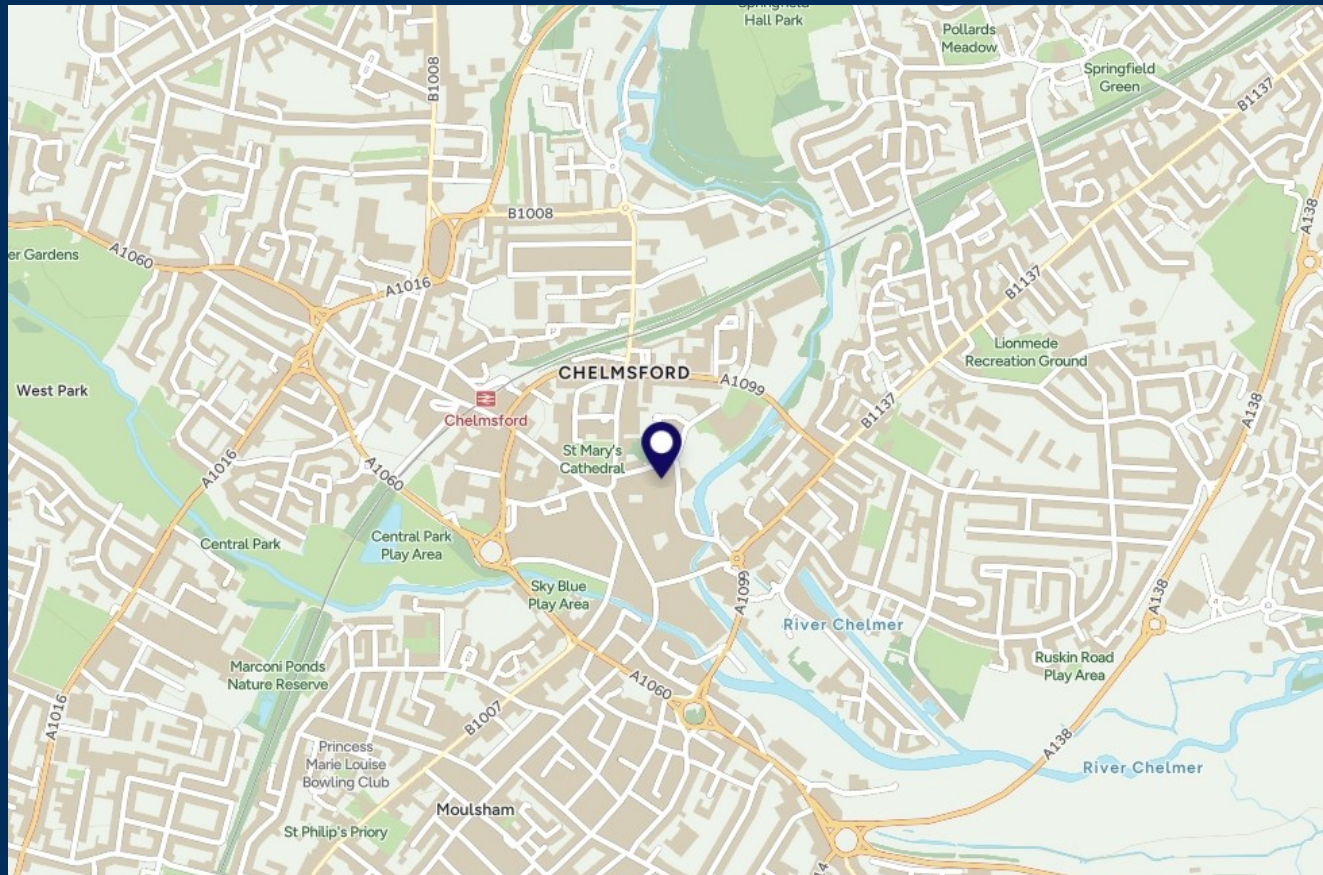 Springfield
Hall Park
Pollards
Meadow
Springfield
Green
B1008
B1137
B1008
A138
er Gardens
A1060
A1016
B1137
Lionmede
Recreation Ground
CHELMSFORD
A1099
West Park
Chelmsford
B1137
A138
St Mary's
Cathedral
A1016
A1060
Central Park
Central Park
Play Area
Sky Blue
Play Area
A1099
A138
River Chelmer
Marconi Ponds
Nature Reserve
Ruskin Road
Play Area
A1060
A1016
B1007
A138
Princess
Marie Louise
Bowling Club
River Chelmer
Moulsham
St Philip's Priory
14